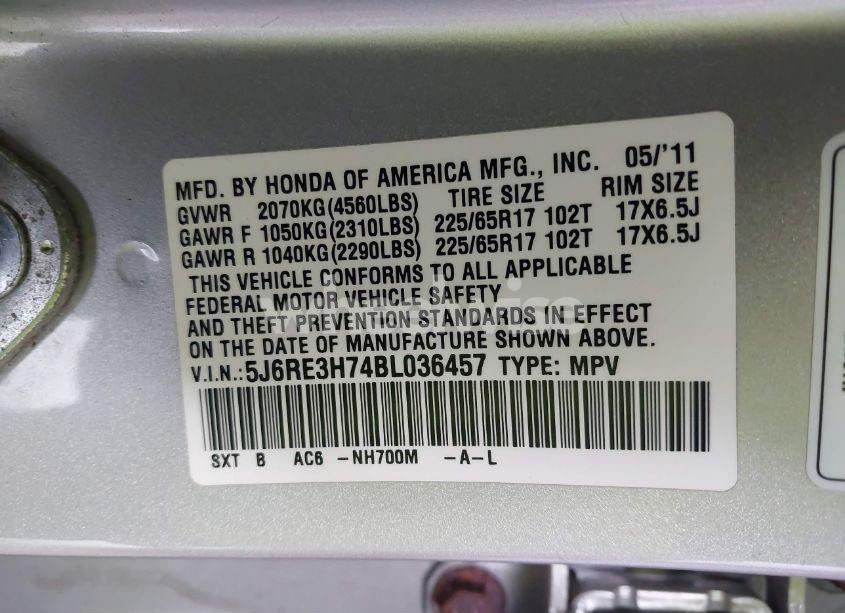 MFD. BY HONDA OF AMERICA MFG., INC. 05/'11
GVWR 2070KG(4560LBS) TIRE SIZE RIM SIZE
GAWR F 1050KG(2310LBS) 225/65R17 102T 17X6.5J
GAWR R 1040KG(2290LBS) 225/65R17 102T 17X6.5J
THIS VEHICLE CONFORMS TO ALL APPLICABLE
FEDERAL MOTOR VEHICLE SAFETY
AND THEFT PREVENTION STANDARDS IN EFFECT
ON THE DATE OF MANUFACTURE SHOWN ABOVE.
V.I.N.:5J6RE3H74BL036457 TYPE: MPV
SXT B AC6 -NH700M -A-L